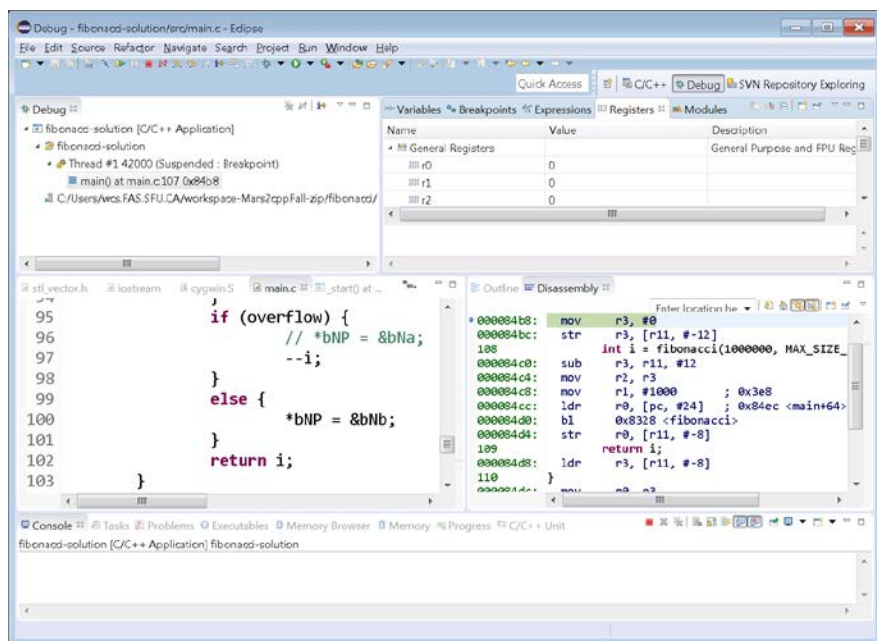 Debug - fibonacci-solution/src/main.c - Eclipse
File Edit Source Refactor Navigate Search Project Run Window Help
Quick Access C/C++ Debug SVN Repository Exploring
Debug
fibonacci-solution [C/C++ Application]
fibonacci-solution
Thread #1 42000 (Suspended : Breakpoint)
main() at main.c:107 0x84b8
C:/Users/wcs.FAS.SFU.CA/workspace-Mars2cppFall-zip/fibonacci/
Variables Breakpoints Expressions Registers Modules
Name Value Description
General Registers General Purpose and FPU Reg
r0 0
r1 0
r2 0
stl_vector.h iostream cygwin.S main.c _start() at ...
94 }
95 if (overflow) {
96 // *bNP = &bNa;
97 --i;
98 }
99 else {
100 *bNP = &bNb;
101 }
102 return i;
103 }
Outline Disassembly
Enter location he
000084b8: mov r3, #0
000084bc: str r3, [r11, #-12]
108 int i = fibonacci(1000000, MAX_SIZE_
000084c0: sub r3, r11, #12
000084c4: mov r2, r3
000084c8: mov r1, #1000 ; 0x3e8
000084cc: ldr r0, [pc, #24] ; 0x84ec <main+64>
000084d0: bl 0x8328 <fibonacci>
000084d4: str r0, [r11, #-8]
109 return i;
000084d8: ldr r3, [r11, #-8]
110 }
000084dc: mov r0, r3
Console Tasks Problems Executables Memory Browser Memory Progress C/C++ Unit
fibonacci-solution [C/C++ Application] fibonacci-solution